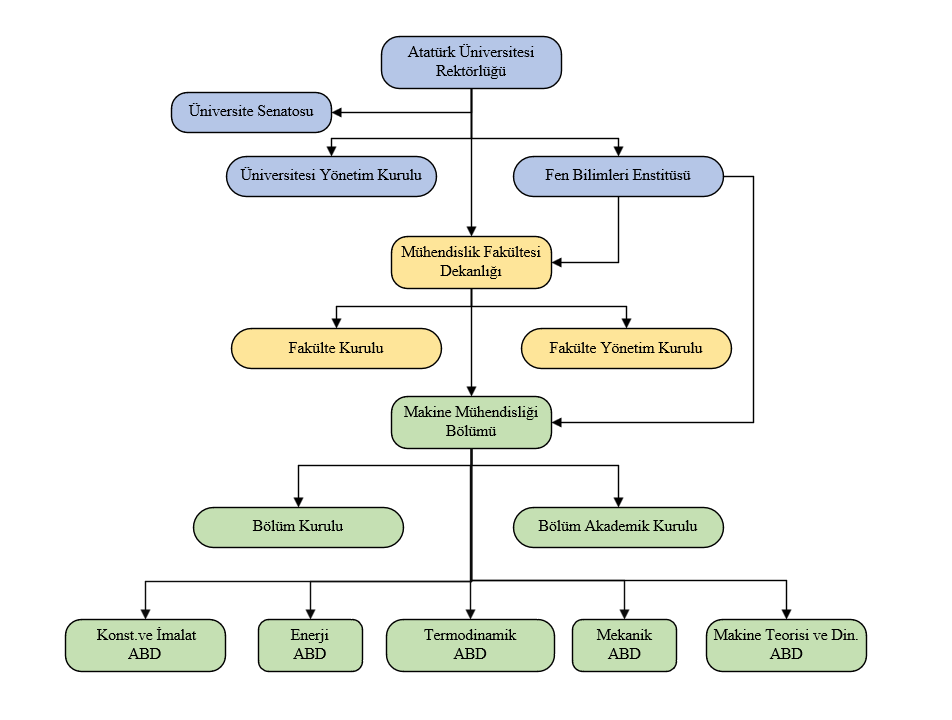 Atatürk Üniversitesi
Rektörlüğü
Üniversite Senatosu
Üniversitesi Yönetim Kurulu
Fen Bilimleri Enstitüsü
Mühendislik Fakültesi
Dekanlığı
Fakülte Kurulu
Fakülte Yönetim Kurulu
Makine Mühendisliği
Bölümü
Bölüm Kurulu
Bölüm Akademik Kurulu
Konst.ve İmalat
ABD
Enerji
ABD
Termodinamik
ABD
Mekanik
ABD
Makine Teorisi ve Din.
ABD